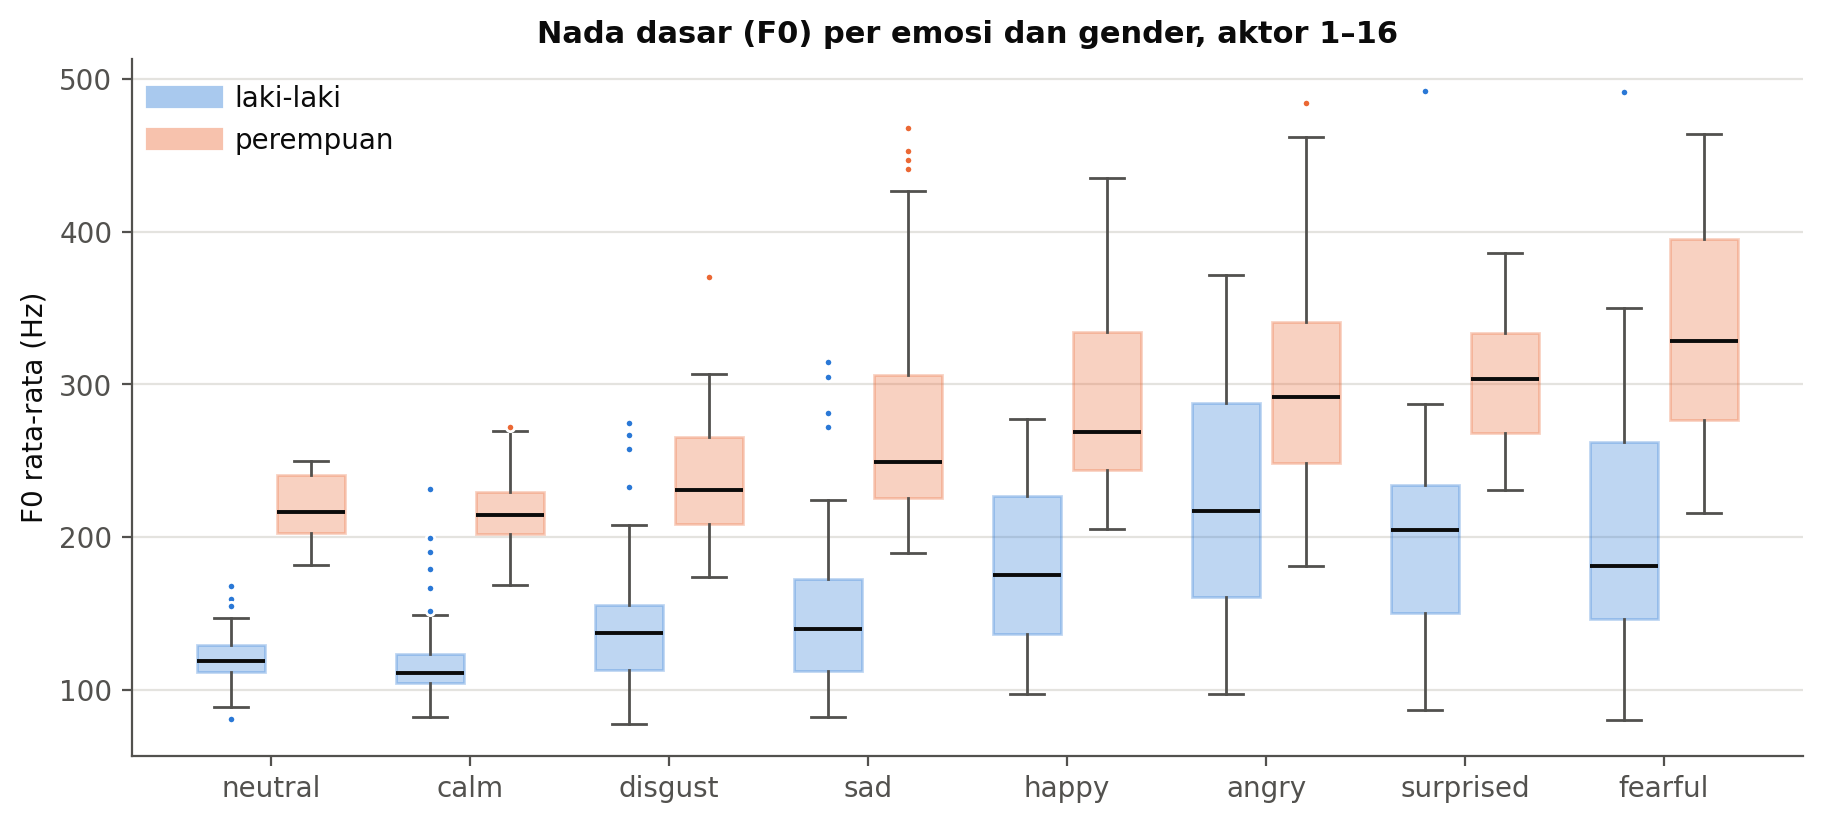 Nada dasar (F0) per emosi dan gender, aktor 1–16
laki-laki
perempuan
F0 rata-rata (Hz)
500
400
300
200
100
neutral
calm
disgust
sad
happy
angry
surprised
fearful